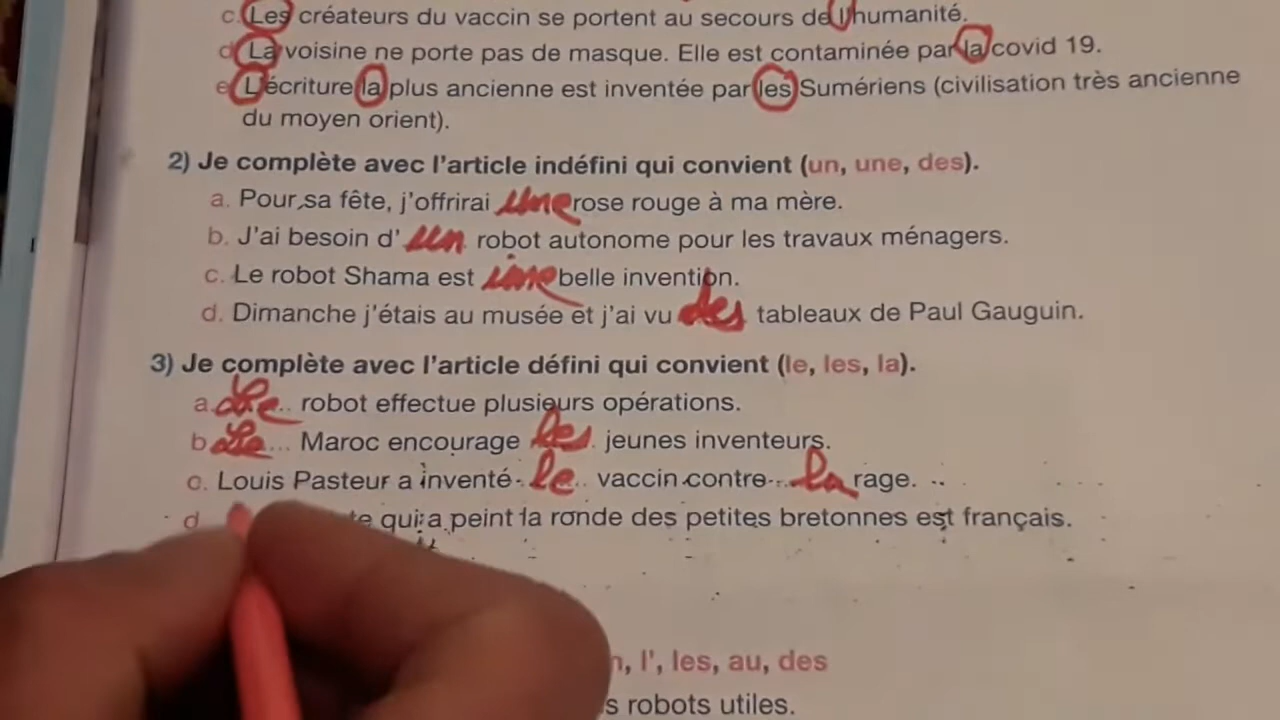 c. Les créateurs du vaccin se portent au secours de l'humanité.
d. La voisine ne porte pas de masque. Elle est contaminée par la covid 19.
e. L'écriture la plus ancienne est inventée par les Sumériens (civilisation très ancienne
du moyen orient).
2) Je complète avec l'article indéfini qui convient (un, une, des).
a. Pour sa fête, j'offrirai une rose rouge à ma mère.
b. J'ai besoin d' un robot autonome pour les travaux ménagers.
c. Le robot Shama est une belle invention.
d. Dimanche j'étais au musée et j'ai vu des tableaux de Paul Gauguin.
3) Je complète avec l'article défini qui convient (le, les, la).
a. Le robot effectue plusieurs opérations.
b. Le ... Maroc encourage les jeunes inventeurs.
c. Louis Pasteur a inventé le vaccin contre la rage.
d qui a peint la ronde des petites bretonnes est français.
l', les, au, des
robots utiles.